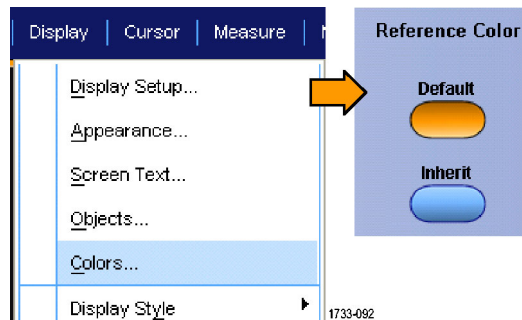 Display Cursor Measure
Display Setup...
Appearance...
Screen Text...
Objects...
Colors...
Display Style
Reference Color
Default
Inherit
1733-092